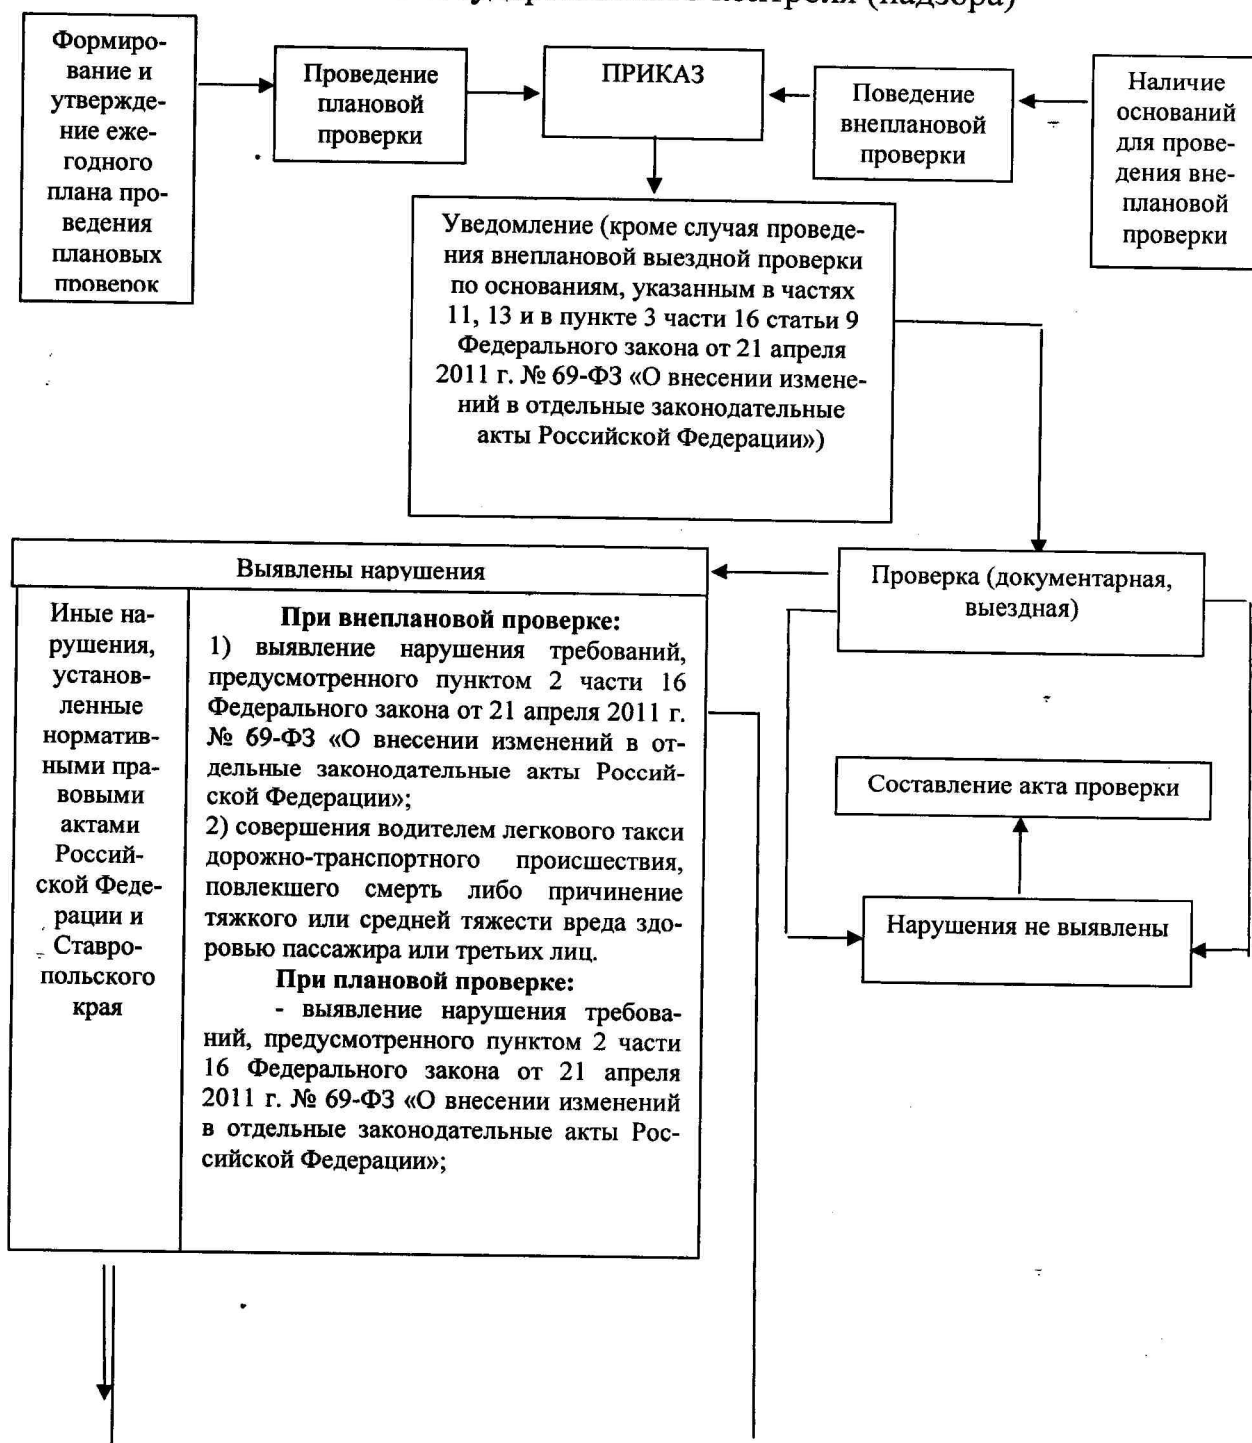 контроля (надзора)
Формиро-
вание и
утвержде-
ние еже-
годного
плана про-
ведения
плановых
проверок
Проведение
плановой
проверки
ПРИКАЗ
Поведение
внеплановой
проверки
Наличие
оснований
для прове-
дения вне-
плановой
проверки
Уведомление (кроме случая проведе-
ния внеплановой выездной проверки
по основаниям, указанным в частях
11, 13 и в пункте 3 части 16 статьи 9
Федерального закона от 21 апреля
2011 г. № 69-ФЗ «О внесении измене-
ний в отдельные законодательные
акты Российской Федерации»)
Выявлены нарушения
Иные на-
рушения,
установ-
ленные
норматив-
ными пра-
вовыми
актами
Россий-
ской Феде-
рации и
Ставро-
польского
края
При внеплановой проверке:
1) выявление нарушения требований,
предусмотренного пунктом 2 части 16
Федерального закона от 21 апреля 2011 г.
№ 69-ФЗ «О внесении изменений в от-
дельные законодательные акты Россий-
ской Федерации»;
2) совершения водителем легкового такси
дорожно-транспортного происшествия,
повлекшего смерть либо причинение
тяжкого или средней тяжести вреда здо-
ровью пассажира или третьих лиц.
При плановой проверке:
- выявление нарушения требова-
ний, предусмотренного пунктом 2 части
16 Федерального закона от 21 апреля
2011 г. № 69-ФЗ «О внесении изменений
в отдельные законодательные акты Рос-
сийской Федерации»;
Проверка (документарная,
выездная)
Составление акта проверки
Нарушения не выявлены